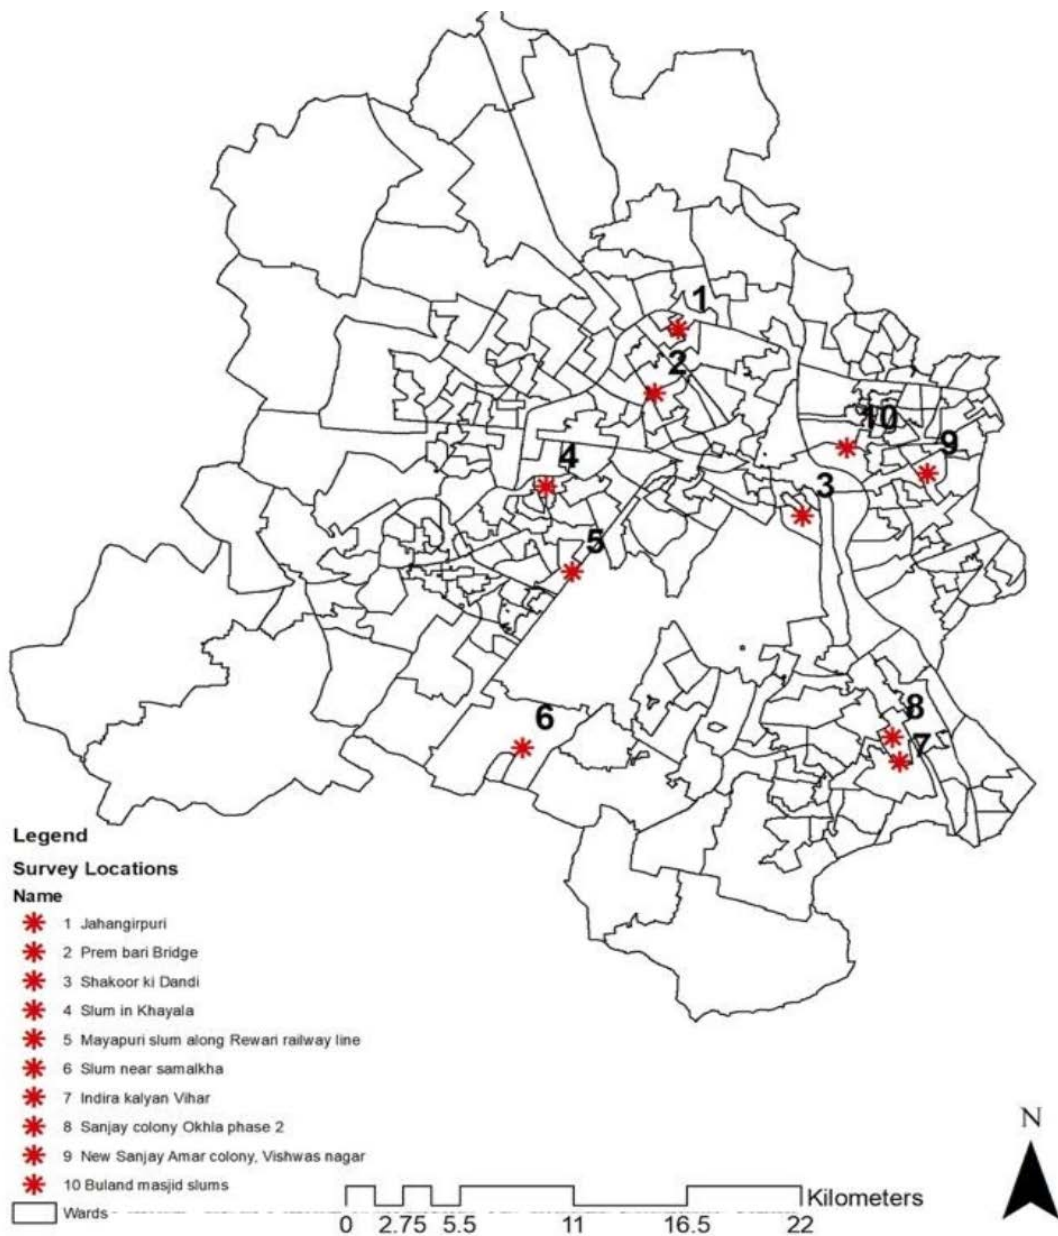 1
2
10
9
4
3
5
8
6
7
Legend
Survey Locations
Name
1 Jahangirpuri
2 Prem bari Bridge
3 Shakoor ki Dandi
4 Slum in Khayala
5 Mayapuri slum along Rewari railway line
6 Slum near samalkha
7 Indira kalyan Vihar
8 Sanjay colony Okhla phase 2
9 New Sanjay Amar colony, Vishwas nagar
10 Buland masjid slums
Wards
N
Kilometers
0 2.75 5.5 11 16.5 22